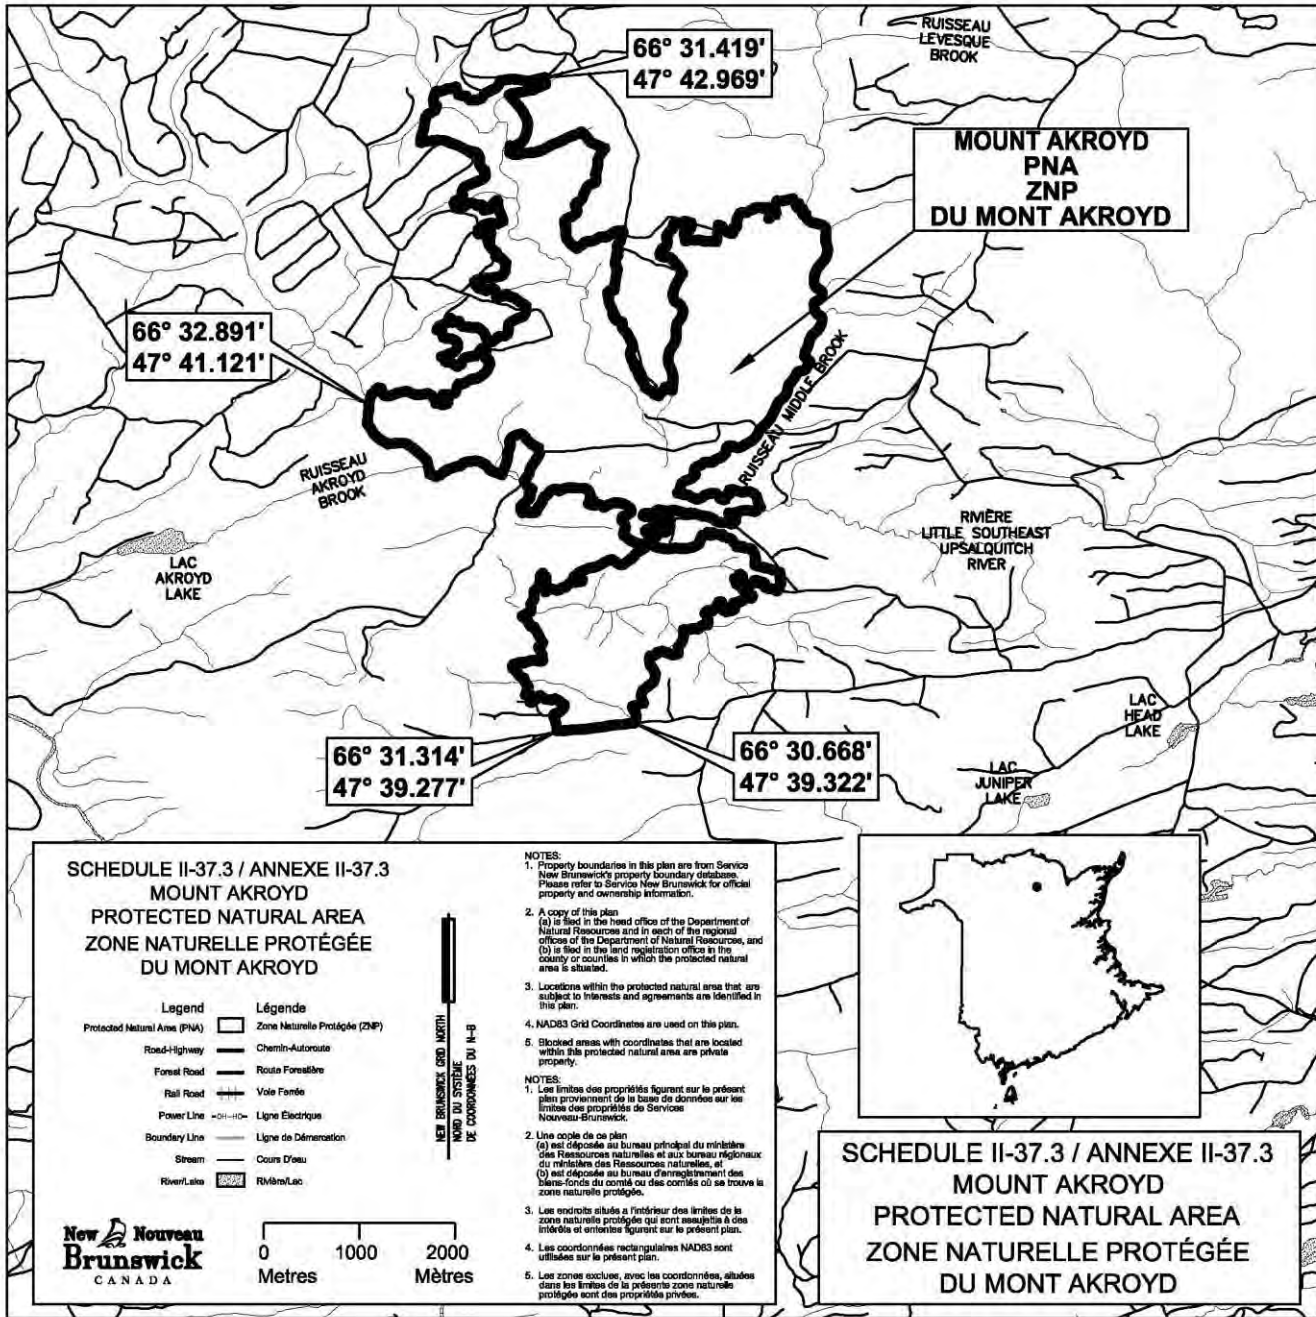 RUISSEAU
LEVESQUE
BROOK
66° 31.419'
47° 42.969'
MOUNT AKROYD
PNA
ZNP
DU MONT AKROYD
66° 32.891'
47° 41.121'
RUISSEAU MIDDLE BROOK
RUISSEAU
AKROYD
BROOK
RIVIÈRE
LITTLE SOUTHEAST
UPSALQUITCH
RIVER
LAC
AKROYD
LAKE
LAC
HEAD
LAKE
LAC
JUNIPER
LAKE
66° 31.314'
47° 39.277'
66° 30.668'
47° 39.322'
SCHEDULE II-37.3 / ANNEXE II-37.3
MOUNT AKROYD
PROTECTED NATURAL AREA
ZONE NATURELLE PROTÉGÉE
DU MONT AKROYD
Legend Légende
Protected Natural Area (PNA) Zone Naturelle Protégée (ZNP)
Road-Highway Chemin-Autoroute
Forest Road Route Forestière
Rail Road Voie Ferrée
Power Line -OH-HO- Ligne Électrique
Boundary Line Ligne de Démarcation
Stream Cours D'eau
River/Lake Rivière/Lac
NEW BRUNSWICK GRID NORTH
NORD DU SYSTÈME
DE COORDONNÉES DU N-B
New Nouveau
Brunswick
CANADA
0 1000 2000
Metres Mètres
NOTES:
1. Property boundaries in this plan are from Service
New Brunswick's property boundary database.
Please refer to Service New Brunswick for official
property and ownership information.
2. A copy of this plan
(a) is filed in the head office of the Department of
Natural Resources and in each of the regional
offices of the Department of Natural Resources, and
(b) is filed in the land registration office in the
county or counties in which the protected natural
area is situated.
3. Locations within the protected natural area that are
subject to interests and agreements are identified in
this plan.
4. NAD83 Grid Coordinates are used on this plan.
5. Blocked areas with coordinates that are located
within this protected natural area are private
property.
NOTES:
1. Les limites des propriétés figurant sur le présent
plan proviennent de la base de données sur les
limites des propriétés de Services
Nouveau-Brunswick.
2. Une copie de ce plan
(a) est déposée au bureau principal du ministère
des Ressources naturelles et aux bureau régionaux
du ministère des Ressources naturelles, et
(b) est déposée au bureau d'enregistrement des
biens-fonds du comté ou des comtés où se trouve la
zone naturelle protégée.
3. Les endroits situés a l'intérieur des limites de la
zone naturelle protégée qui sont assujettis à des
intérêts et ententes figurant sur le présent plan.
4. Les coordonnées rectangulaires NAD83 sont
utilisées sur le présent plan.
5. Les zones exclues, avec les coordonnées, situées
dans les limites de la présente zone naturelle
protégée sont des propriétés privées.
SCHEDULE II-37.3 / ANNEXE II-37.3
MOUNT AKROYD
PROTECTED NATURAL AREA
ZONE NATURELLE PROTÉGÉE
DU MONT AKROYD